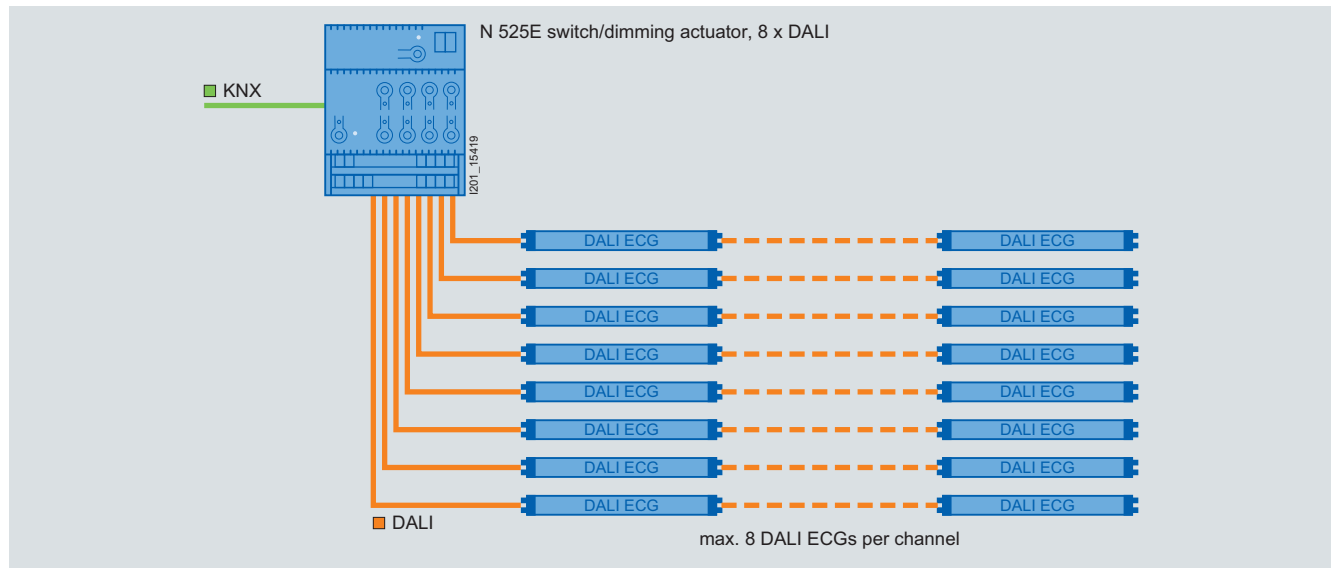 N 525E switch/dimming actuator, 8 x DALI
KNX
I201_15419
DALI ECG DALI ECG
DALI ECG DALI ECG
DALI ECG DALI ECG
DALI ECG DALI ECG
DALI ECG DALI ECG
DALI ECG DALI ECG
DALI ECG DALI ECG
DALI ECG DALI ECG
DALI
max. 8 DALI ECGs per channel